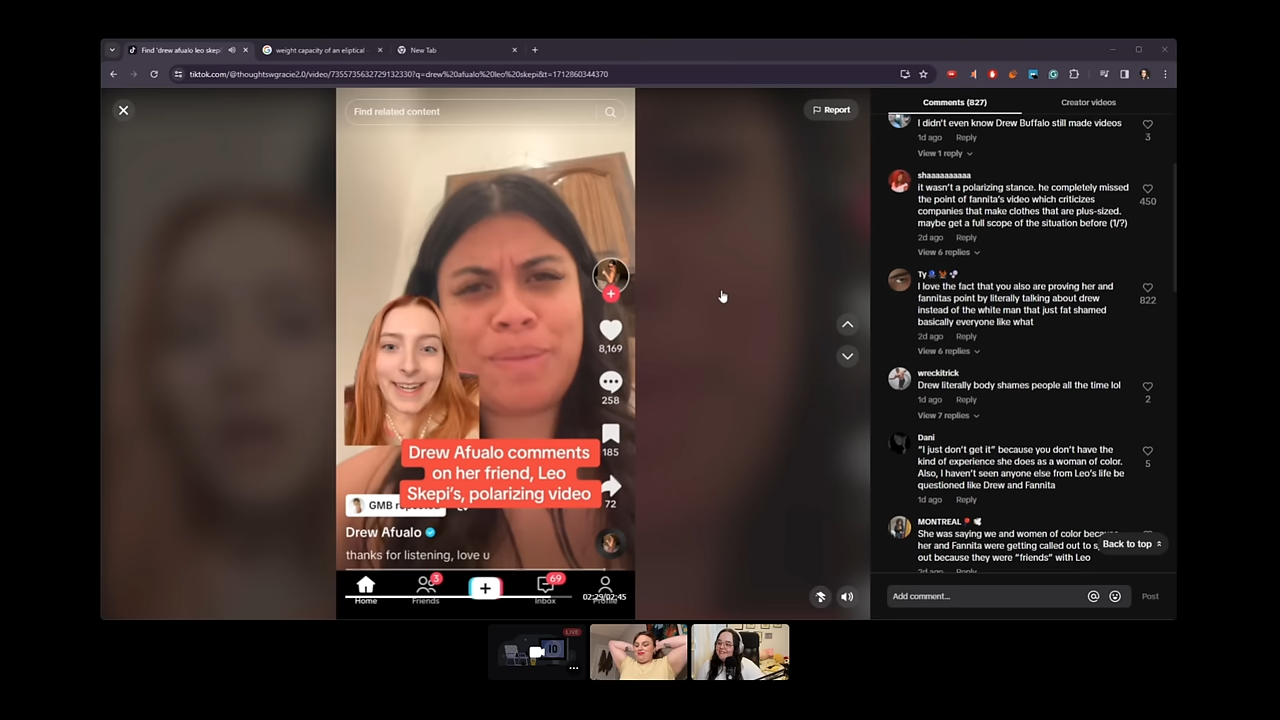 Find 'drew afualo leo skepi
weight capacity of an eliptical
New Tab
tiktok.com/@thoughtswgracie2.0/video/7355735632729132330?q=drew%20afualo%20leo%20skepi&t=1712860344370
Find related content
Report
8,169
258
185
72
Drew Afualo comments
on her friend, Leo
Skepi's, polarizing video
GMB
Drew Afualo
thanks for listening, love u
3
69
Home
Friends
Inbox
02:29/02:45
Comments (827)
Creator videos
I didn't even know Drew Buffalo still made videos
3
1d ago Reply
View 1 reply
shaaaaaaaaaa
it wasn't a polarizing stance. he completely missed
the point of fannita's video which criticizes
companies that make clothes that are plus-sized.
maybe get a full scope of the situation before (1/?)
450
2d ago Reply
View 6 replies
Ty
I love the fact that you also are proving her and
fannitas point by literally talking about drew
instead of the white man that just fat shamed
basically everyone like what
822
2d ago Reply
View 6 replies
wreckitrick
Drew literally body shames people all the time lol
2
1d ago Reply
View 7 replies
Dani
"I just don't get it" because you don't have the
kind of experience she does as a woman of color.
Also, I haven't seen anyone else from Leo's life be
questioned like Drew and Fannita
5
1d ago Reply
MONTREAL
She was saying we and women of color because
her and Fannita were getting called out to s
out because they were "friends" with Leo
2d ago Reply
Back to top
Add comment...
Post
LIVE